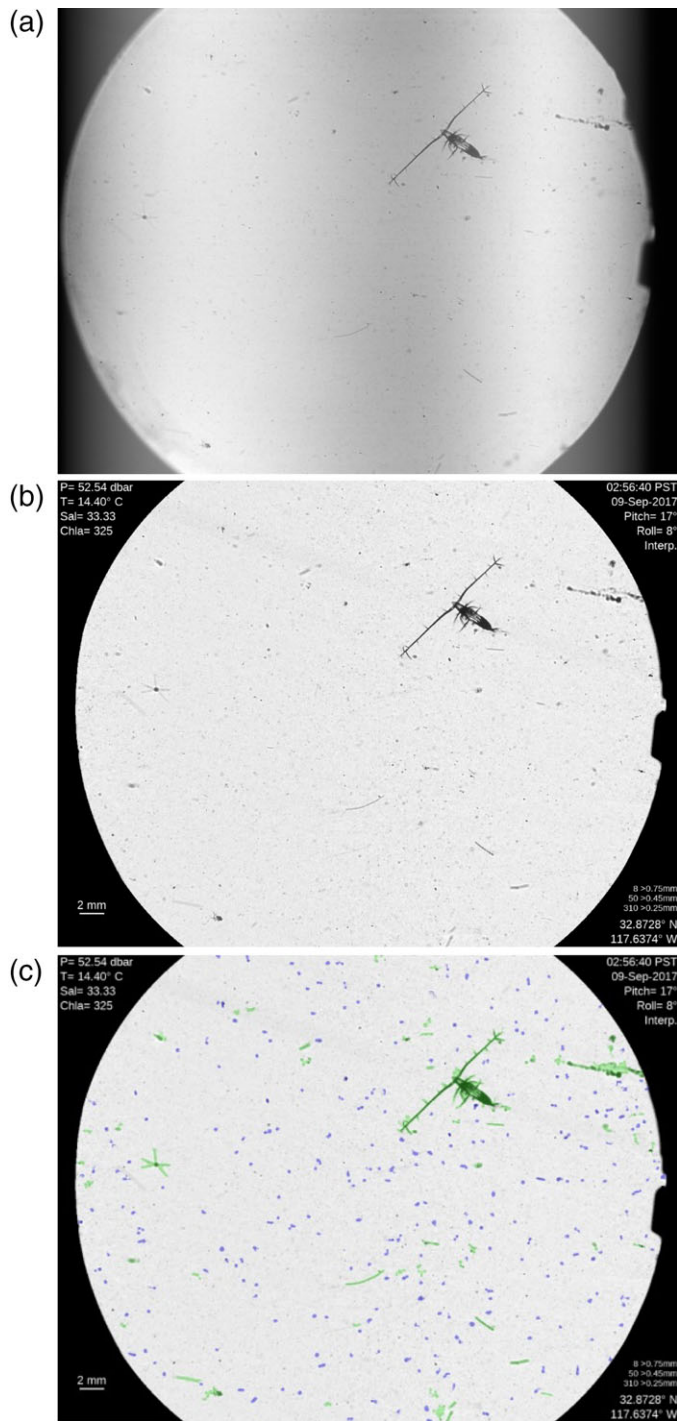 (a)
(b)
P= 52.54 dbar
T= 14.40° C
Sal= 33.33
Chla= 325
02:56:40 PST
09-Sep-2017
Pitch= 17°
Roll= 8°
Interp.
2 mm
8 >0.75mm
50 >0.45mm
310 >0.25mm
32.8728° N
117.6374° W
(c)
P= 52.54 dbar
T= 14.40° C
Sal= 33.33
Chla= 325
02:56:40 PST
09-Sep-2017
Pitch= 17°
Roll= 8°
Interp.
2 mm
8 >0.75mm
50 >0.45mm
310 >0.25mm
32.8728° N
117.6374° W